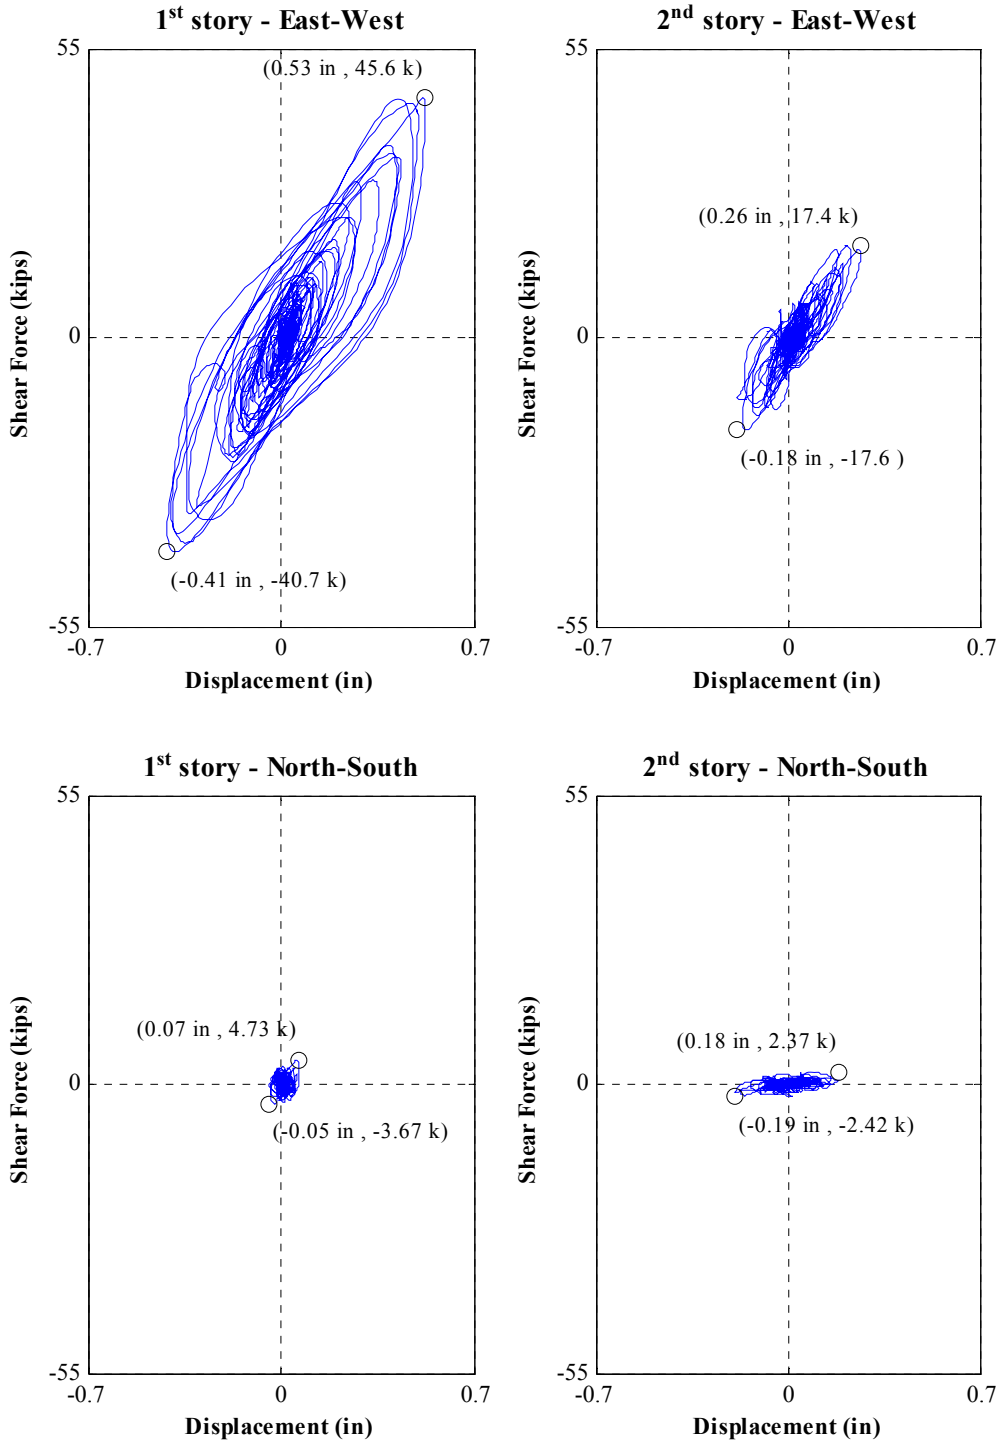 1st story - East-West
55
(0.53 in , 45.6 k)
Shear Force (kips)
0
(-0.41 in , -40.7 k)
-55
-0.7 0 0.7
Displacement (in)
2nd story - East-West
55
(0.26 in , 17.4 k)
Shear Force (kips)
0
(-0.18 in , -17.6 )
-55
-0.7 0 0.7
Displacement (in)
1st story - North-South
55
(0.07 in , 4.73 k)
Shear Force (kips)
0
(-0.05 in , -3.67 k)
-55
-0.7 0 0.7
Displacement (in)
2nd story - North-South
55
(0.18 in , 2.37 k)
Shear Force (kips)
0
(-0.19 in , -2.42 k)
-55
-0.7 0 0.7
Displacement (in)